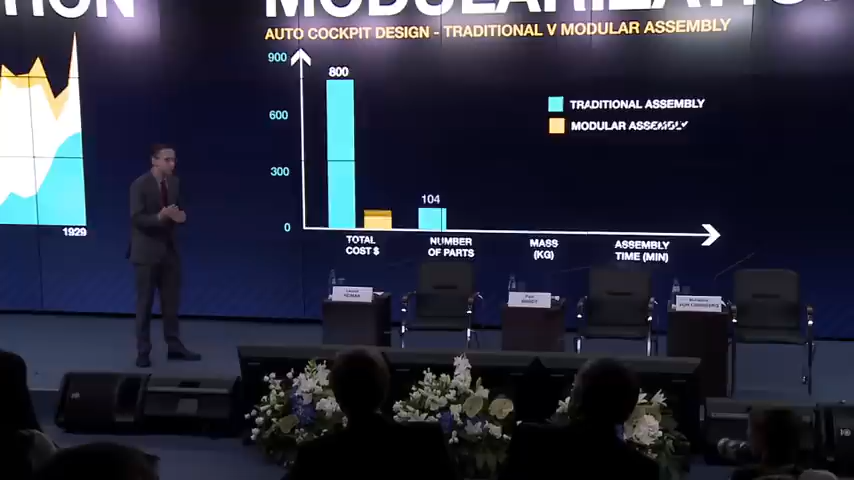 AUTO COCKPIT DESIGN - TRADITIONAL V MODULAR ASSEMBLY
900
800
600
300
0
104
TRADITIONAL ASSEMBLY
MODULAR ASSEMBLY
TOTAL
COST $
NUMBER
OF PARTS
MASS
(KG)
ASSEMBLY
TIME (MIN)
1929